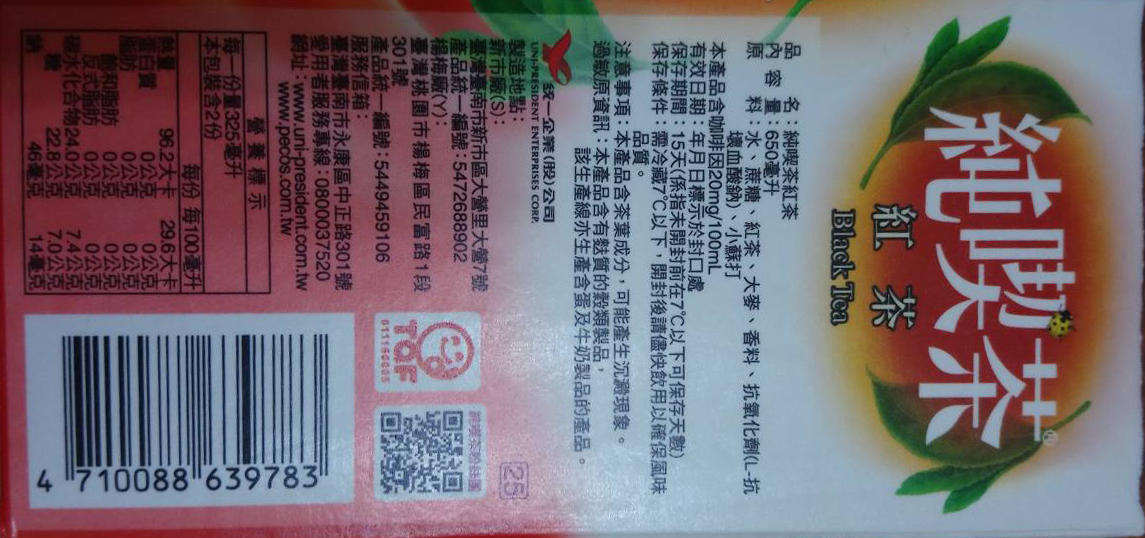 純喫茶®
紅茶
Black Tea
品名：純喫茶紅茶
內容量：650毫升
原料：水、蔗糖、紅茶、大麥、香料、抗氧化劑(L-抗
壞血酸鈉)、小蘇打
本產品含咖啡因20mg/100mL
有效日期：年月日標示於封口處
保存期間：15天(係指未開封前在7℃以下可保存天數)
保存條件：需冷藏7℃以下，開封後請儘快飲用以確保風味
品質。
注意事項：本產品含茶葉成分，可能產生沉澱現象。
過敏原資訊：本產品含有麩質的穀類製品，
該生產線亦生產含蛋及牛奶製品的產品。
統一企業(股)公司
UNI-PRESIDENT ENTERPRISES CORP.
製造地點：
新市廠(S)：
臺灣臺南市新市區大營里大營7號
產品統一編號：5472688902
楊梅廠(Y)：
臺灣桃園市楊梅區民富路1段
301號
產品統一編號：5449459106
服務信箱：
臺灣臺南市永康區中正路301號
愛用者服務專線：0800037520
網址：www.uni-president.com.tw
www.pecos.com.tw
營養標示
每一份量325毫升
本包裝含2份
每份 每100毫升
熱量 96.2大卡 29.6大卡
蛋白質 0公克 0公克
脂肪 0公克 0公克
飽和脂肪 0公克 0公克
反式脂肪 0公克 0公克
碳水化合物 24.0公克 7.4公克
糖 22.8公克 7.0公克
鈉 46毫克 14毫克
TQF
011160005
25
4 710088 639783